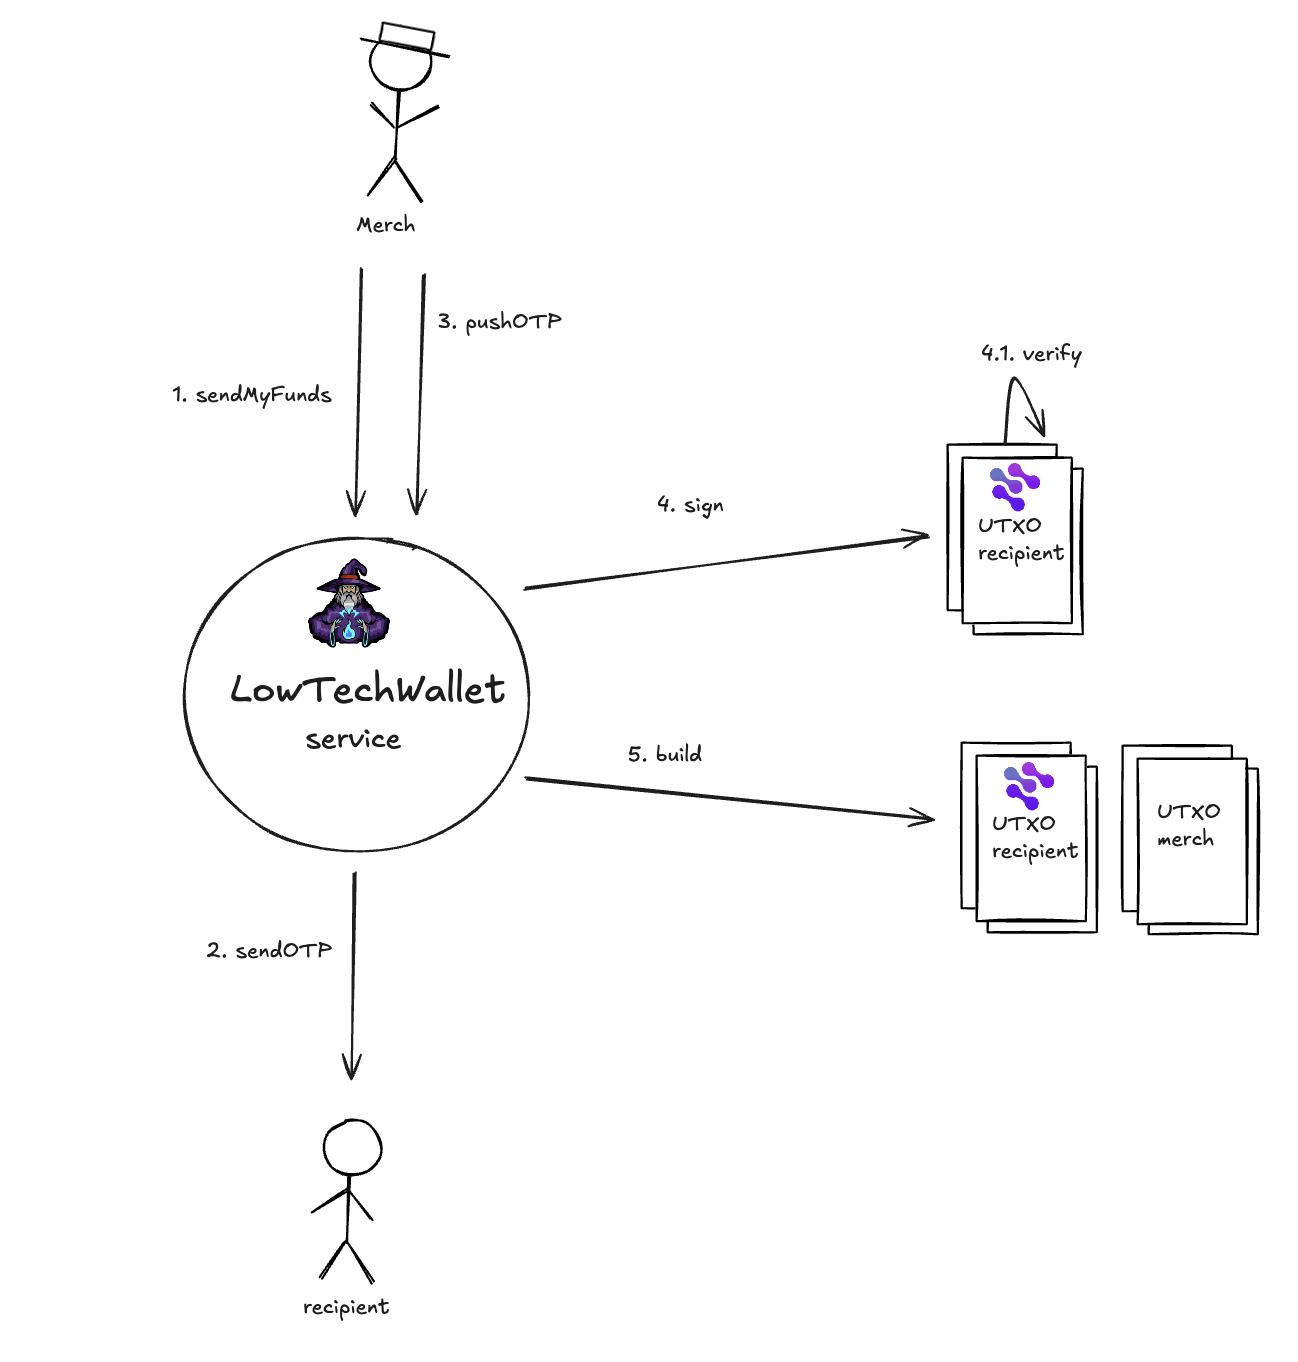 Merch
3. pushOTP
4.1. verify
1. sendMyFunds
4. sign
UTXO
recipient
LowTechWallet
service
5. build
UTXO
recipient
UTXO
merch
2. sendOTP
recipient